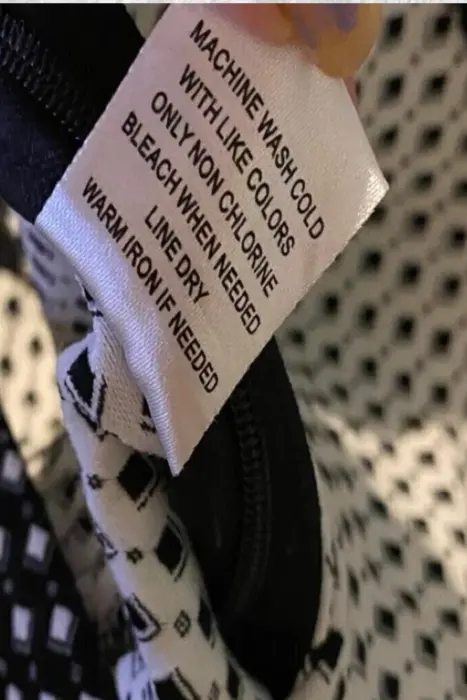 MACHINE WASH COLD
WITH LIKE COLORS
ONLY NON CHLORINE
BLEACH WHEN NEEDED
LINE DRY
WARM IRON IF NEEDED